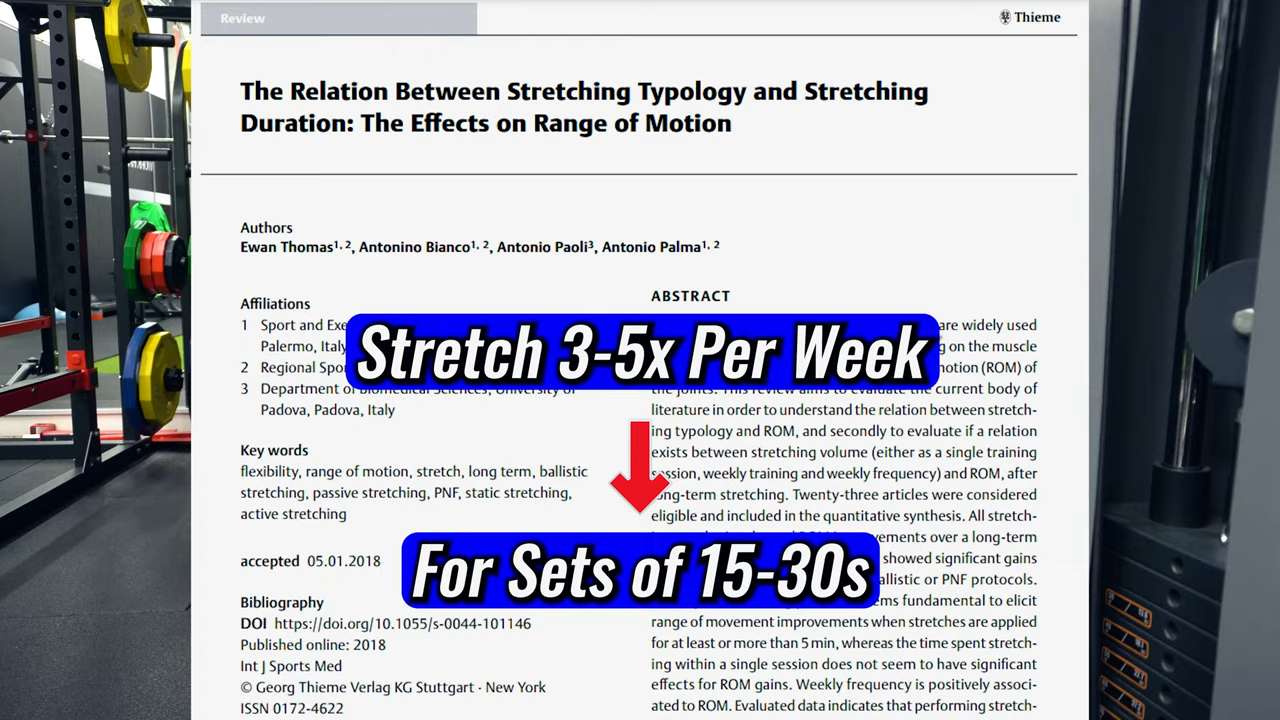 Review
Thieme
The Relation Between Stretching Typology and Stretching
Duration: The Effects on Range of Motion
Authors
Ewan Thomas1, 2, Antonino Bianco1, 2, Antonio Paoli3, Antonio Palma1, 2
Affiliations
1 Sport and Exe
Palermo, Italy
2 Regional Spor
3 Department of Biomedical Sciences, University of
Padova, Padova, Italy
Key words
flexibility, range of motion, stretch, long term, ballistic
stretching, passive stretching, PNF, static stretching,
active stretching
accepted 05.01.2018
Bibliography
DOI https://doi.org/10.1055/s-0044-101146
Published online: 2018
Int J Sports Med
© Georg Thieme Verlag KG Stuttgart · New York
ISSN 0172-4622
ABSTRACT
are widely used
on the muscle
motion (ROM) of
the joints. This review aims to evaluate the current body of
literature in order to understand the relation between stretch-
ing typology and ROM, and secondly to evaluate if a relation
exists between stretching volume (either as a single training
session, weekly training and weekly frequency) and ROM, after
long-term stretching. Twenty-three articles were considered
eligible and included in the quantitative synthesis. All stretch-
over a long-term
showed significant gains
or PNF protocols.
fundamental to elicit
range of movement improvements when stretches are applied
for at least or more than 5 min, whereas the time spent stretch-
ing within a single session does not seem to have significant
effects for ROM gains. Weekly frequency is positively associ-
ated to ROM. Evaluated data indicates that performing stretch-
Stretch 3-5x Per Week
For Sets of 15-30s